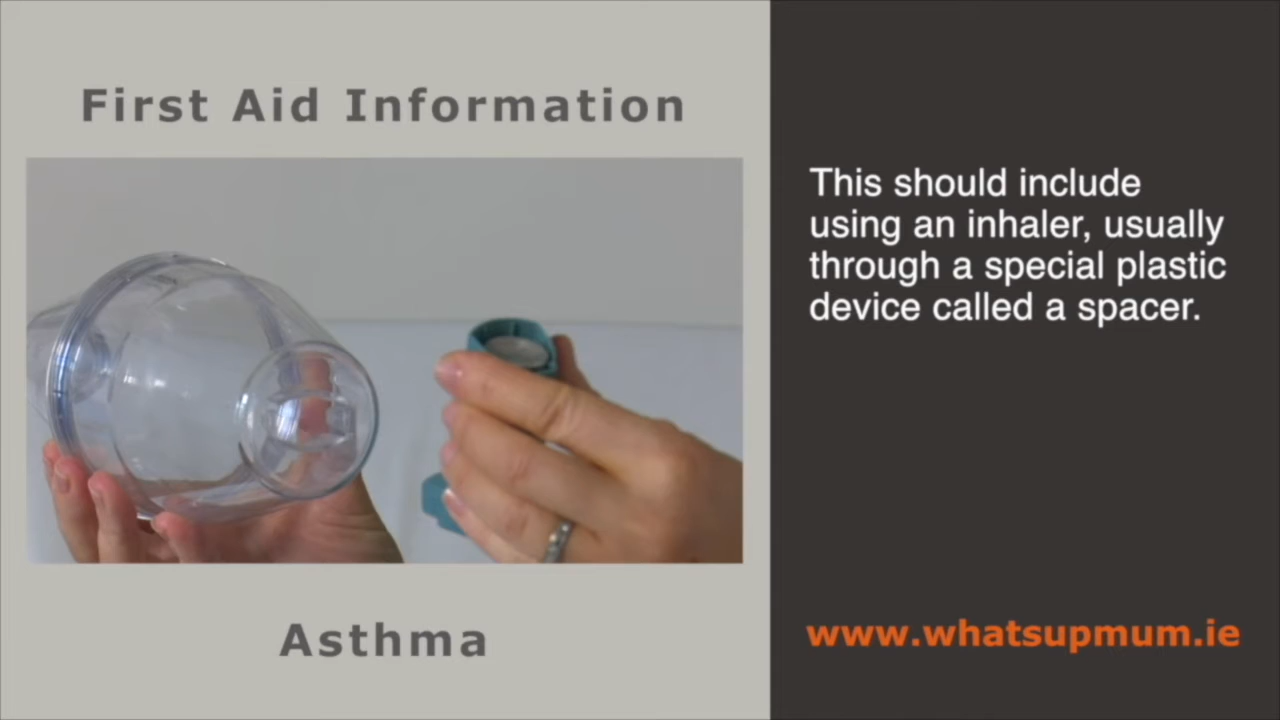 First Aid Information
This should include
using an inhaler, usually
through a special plastic
device called a spacer.
Asthma
www.whatsupmum.ie